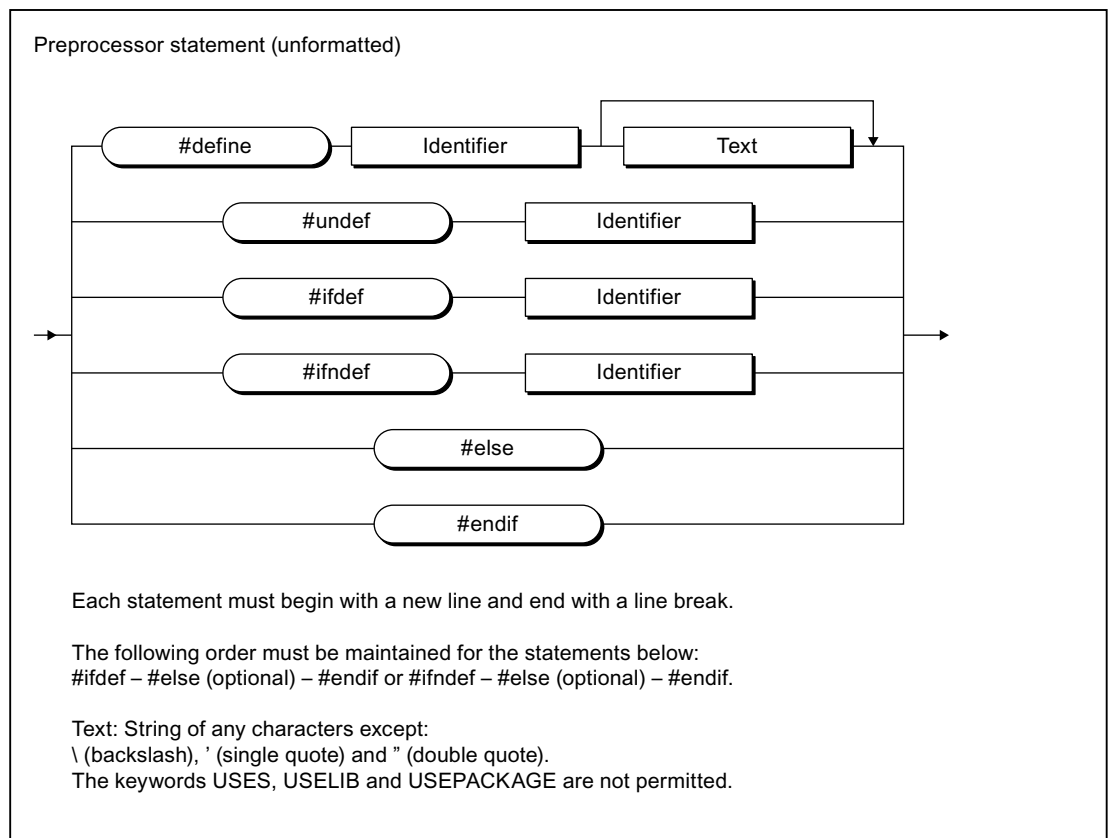 Preprocessor statement (unformatted)
#define Identifier Text
#undef Identifier
#ifdef Identifier
#ifndef Identifier
#else
#endif
Each statement must begin with a new line and end with a line break.
The following order must be maintained for the statements below:
#ifdef – #else (optional) – #endif or #ifndef – #else (optional) – #endif.
Text: String of any characters except:
\ (backslash), ’ (single quote) and ” (double quote).
The keywords USES, USELIB and USEPACKAGE are not permitted.